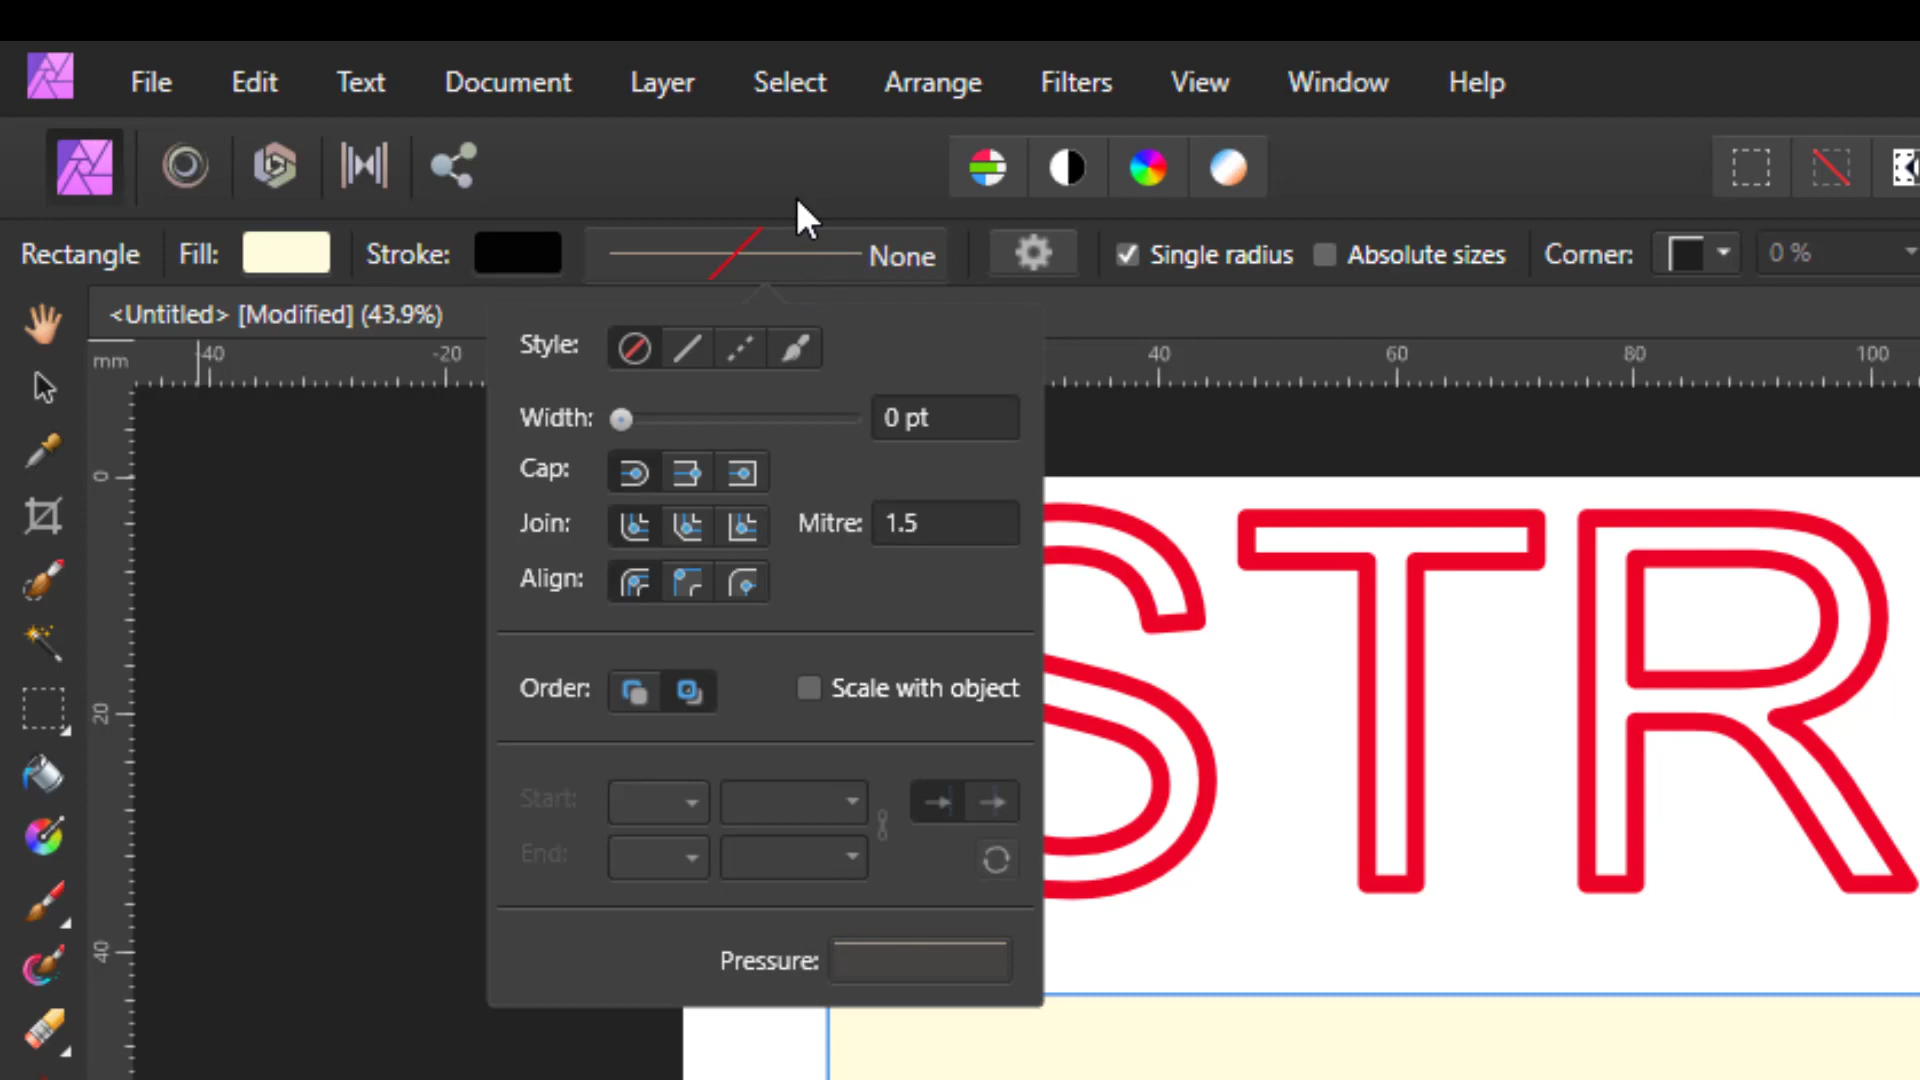 File Edit Text Document Layer Select Arrange Filters View Window Help
Rectangle Fill: Stroke: None Single radius Absolute sizes Corner: 0 %
<Untitled> [Modified] (43.9%)
mm -40 -20 40 60 80 100
Style:
Width: 0 pt
Cap:
Join: Mitre: 1.5
Align:
Order: Scale with object
Start:
End:
Pressure:
0
20
40
STR